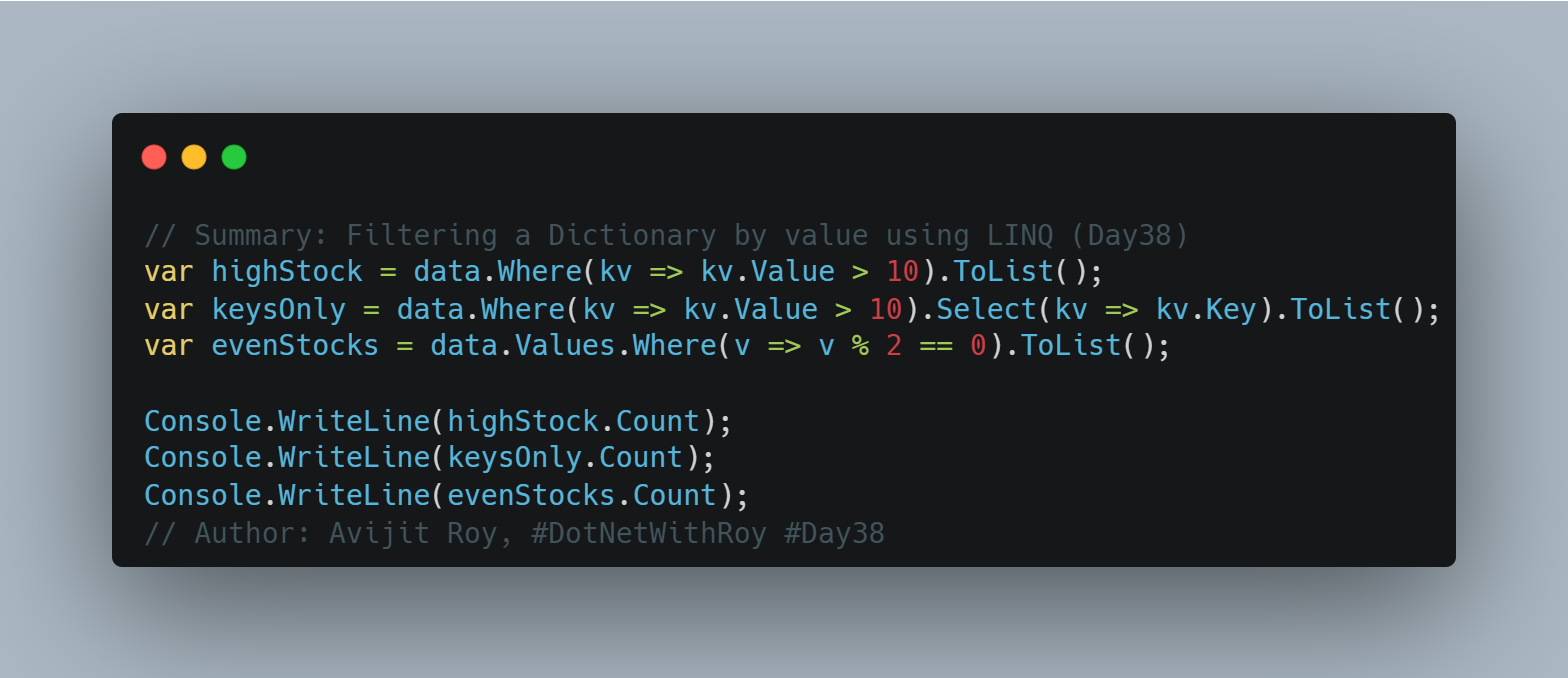 // Summary: Filtering a Dictionary by value using LINQ (Day38)
var highStock = data.Where(kv => kv.Value > 10).ToList();
var keysOnly = data.Where(kv => kv.Value > 10).Select(kv => kv.Key).ToList();
var evenStocks = data.Values.Where(v => v % 2 == 0).ToList();

Console.WriteLine(highStock.Count);
Console.WriteLine(keysOnly.Count);
Console.WriteLine(evenStocks.Count);
// Author: Avijit Roy, #DotNetWithRoy #Day38